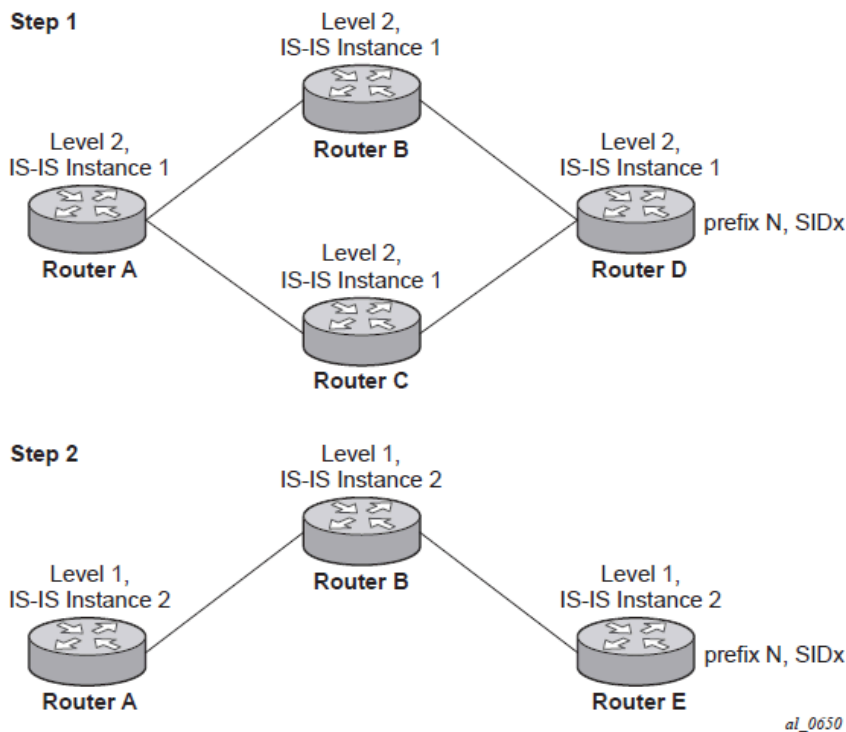 Step 1
Level 2,
IS-IS Instance 1
Router B
Level 2,
IS-IS Instance 1
Router A
Level 2,
IS-IS Instance 1
prefix N, SIDx
Router D
Level 2,
IS-IS Instance 1
Router C
Step 2
Level 1,
IS-IS Instance 2
Router B
Level 1,
IS-IS Instance 2
Router A
Level 1,
IS-IS Instance 2
prefix N, SIDx
Router E
al_0650